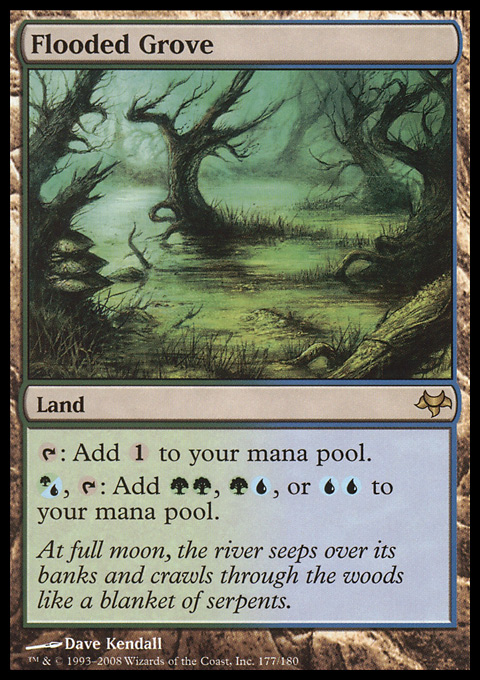 Flooded Grove
Land
: Add 1 to your mana pool.
, : Add , , or to
your mana pool.
At full moon, the river seeps over its
banks and crawls through the woods
like a blanket of serpents.
Dave Kendall
™ & © 1993–2008 Wizards of the Coast, Inc. 177/180